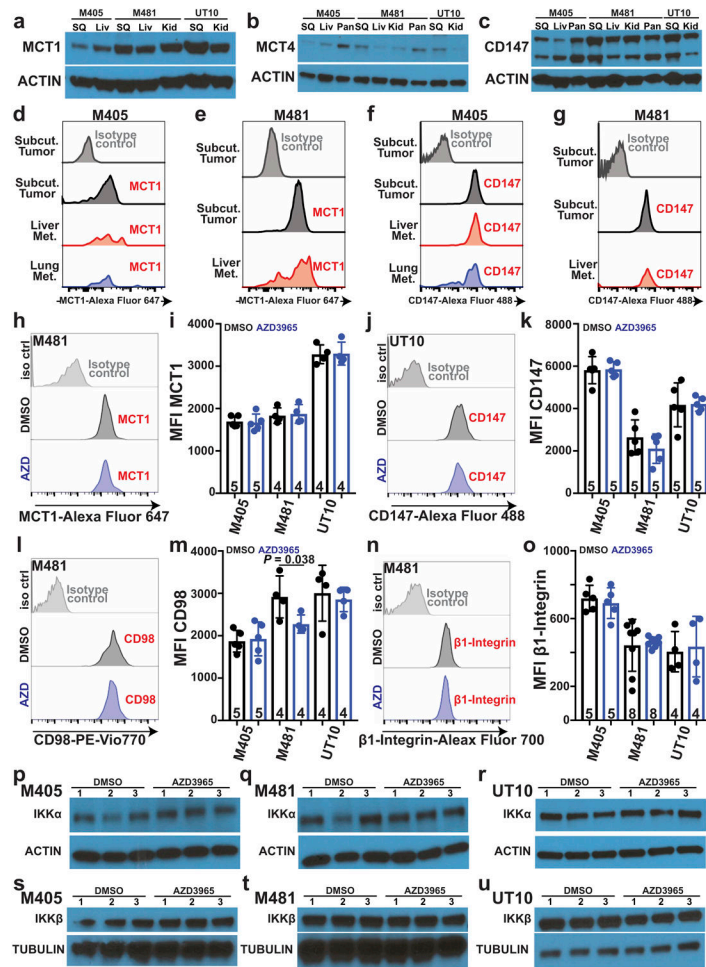 a
M405 M481 UT10
SQ Liv SQ Kid SQ Kid
MCT1
ACTIN
b
M405 M481 UT10
SQ Liv Pan SQ Liv Kid Pan SQ Kid
MCT4
ACTIN
c
M405 M481 UT10
SQ Liv Pan SQ Liv Kid Pan SQ Kid
CD147
ACTIN
d
M405
Subcut. Tumor
Isotype control
Subcut. Tumor
MCT1
Liver Met.
MCT1
Lung Met.
MCT1
MCT1-Alexa Fluor 647
e
M481
Subcut. Tumor
Isotype control
Subcut. Tumor
MCT1
Liver Met.
MCT1
MCT1-Alexa Fluor 647
f
M405
Subcut. Tumor
Isotype control
Subcut. Tumor
CD147
Liver Met.
CD147
Lung Met.
CD147
CD147-Alexa Fluor 488
g
M481
Subcut. Tumor
Isotype control
Subcut. Tumor
CD147
Liver Met.
CD147
CD147-Alexa Fluor 488
h
M481
iso ctrl
Isotype control
DMSO
MCT1
AZD
MCT1
MCT1-Alexa Fluor 647
i
DMSO AZD3965
MFI MCT1
4000
3000
2000
1000
0
5 5 4 4 4 4
M405 M481 UT10
j
UT10
iso ctrl
Isotype control
DMSO
CD147
AZD
CD147
CD147-Alexa Fluor 488
k
DMSO AZD3965
MFI CD147
8000
6000
4000
2000
0
5 5 5 5 5 5
M405 M481 UT10
l
M481
iso ctrl
Isotype control
DMSO
CD98
AZD
CD98
CD98-PE-Vio770
m
DMSO AZD3965
P = 0.038
MFI CD98
4000
3000
2000
1000
0
5 5 4 4 4 4
M405 M481 UT10
n
M481
iso ctrl
Isotype control
DMSO
β1-Integrin
AZD
β1-Integrin
β1-Integrin-Aleax Fluor 700
o
DMSO AZD3965
MFI β1-Integrin
1000
800
600
400
200
0
5 5 8 8 4 4
M405 M481 UT10
p
M405
DMSO AZD3965
1 2 3 1 2 3
IKKα
ACTIN
q
M481
DMSO AZD3965
1 2 3 1 2 3
IKKα
ACTIN
r
UT10
DMSO AZD3965
1 2 3 1 2 3
IKKα
ACTIN
s
M405
DMSO AZD3965
1 2 3 1 2 3
IKKβ
TUBULIN
t
M481
DMSO AZD3965
1 2 3 1 2 3
IKKβ
TUBULIN
u
UT10
DMSO AZD3965
1 2 3 1 2 3
IKKβ
TUBULIN